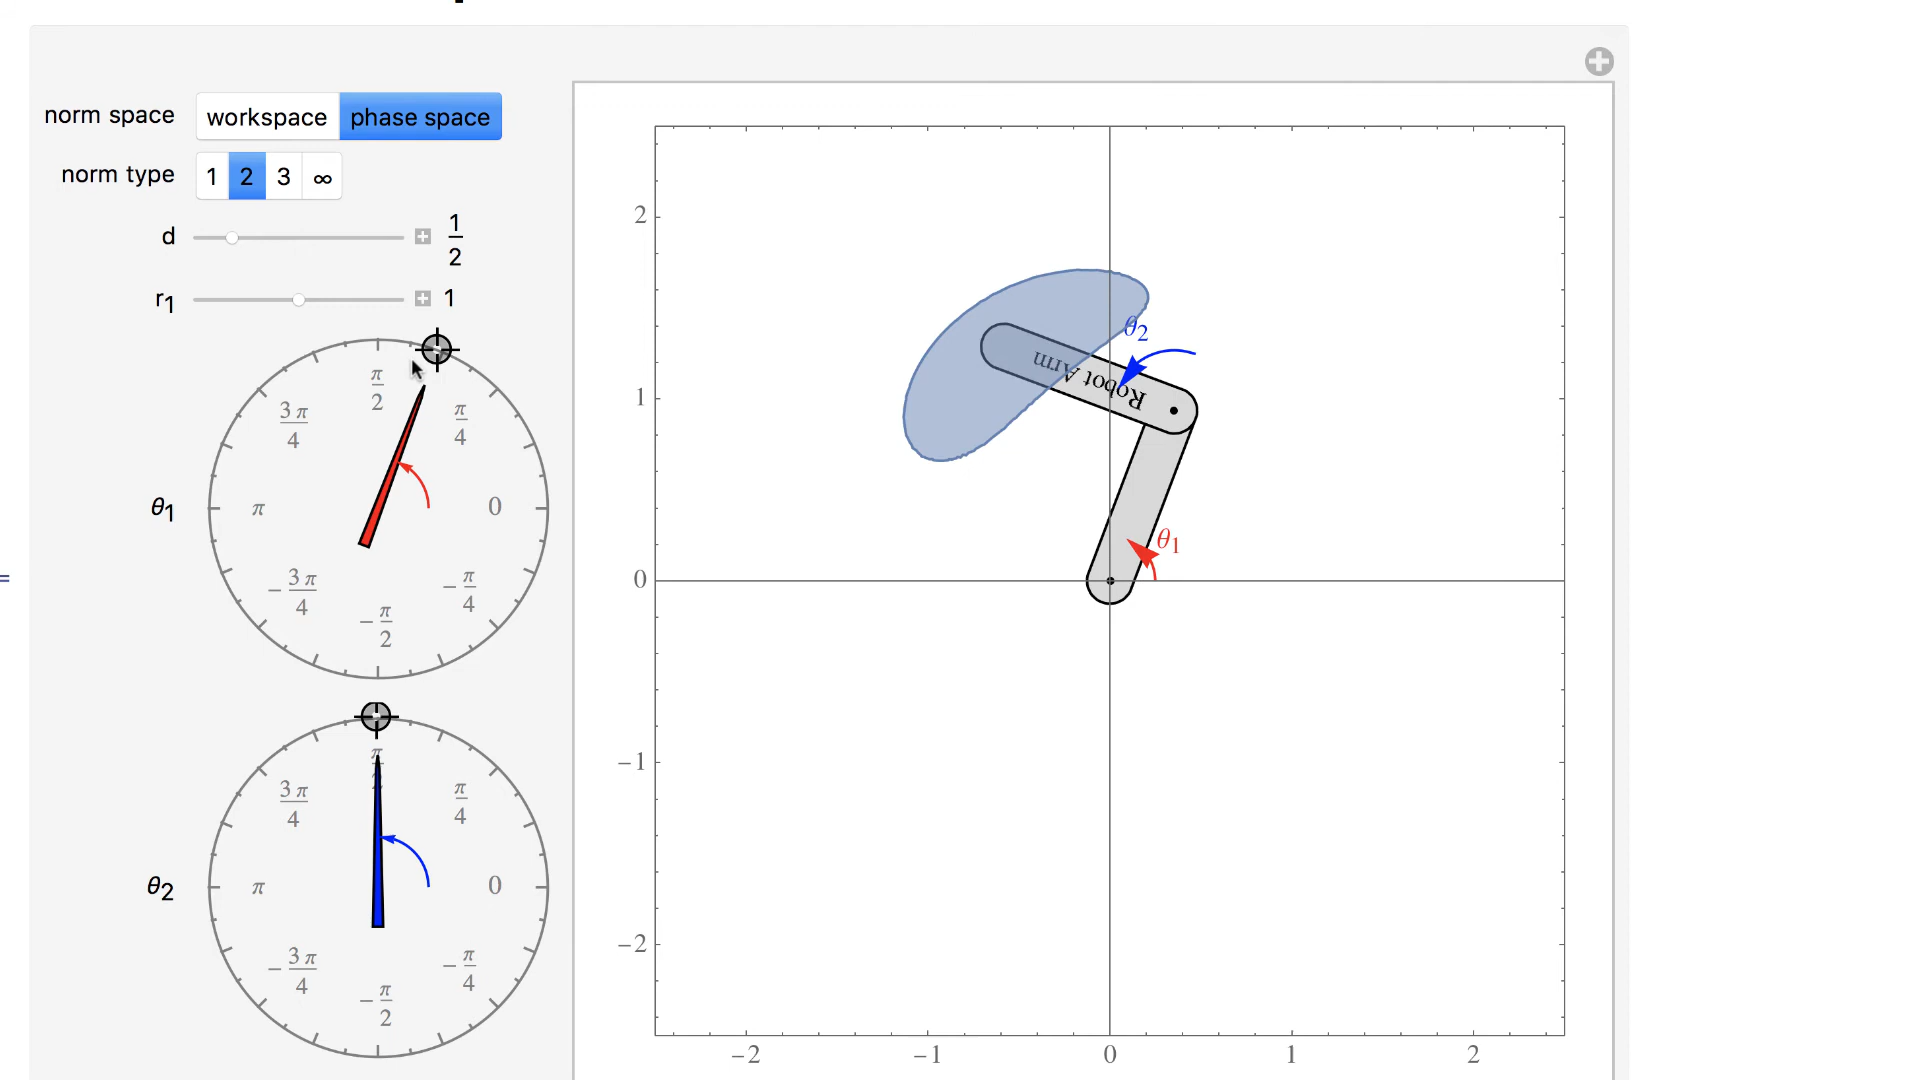 norm space workspace phase space
norm type 1 2 3 ∞
d 1/2
r1 1
θ1
π/2
3π/4 π/4
π 0
−3π/4 −π/4
−π/2
θ2
π/2
3π/4 π/4
π 0
−3π/4 −π/4
−π/2
2
1
0
−1
−2
−2 −1 0 1 2
θ2
Robot Arm
θ1
=